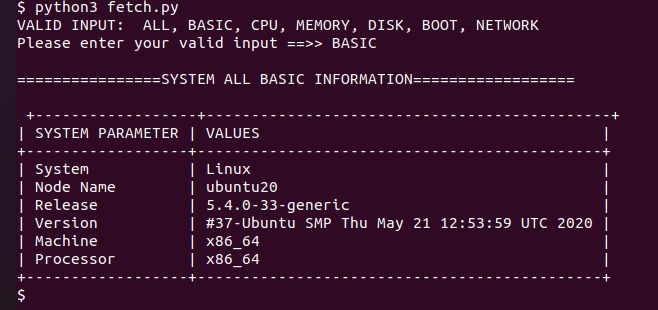 $ python3 fetch.py
VALID INPUT:  ALL, BASIC, CPU, MEMORY, DISK, BOOT, NETWORK
Please enter your valid input ==>> BASIC
================SYSTEM ALL BASIC INFORMATION==================
 +------------------+---------------------------------------------+
| SYSTEM PARAMETER | VALUES                                      |
+------------------+---------------------------------------------+
| System           | Linux                                       |
| Node Name        | ubuntu20                                    |
| Release          | 5.4.0-33-generic                            |
| Version          | #37-Ubuntu SMP Thu May 21 12:53:59 UTC 2020 |
| Machine          | x86_64                                      |
| Processor        | x86_64                                      |
+------------------+---------------------------------------------+
$